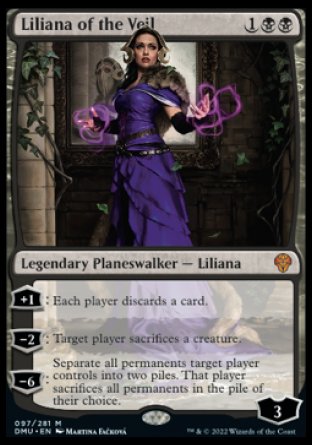 Liliana of the Veil 1
Legendary Planeswalker — Liliana
+1 : Each player discards a card.
−2 : Target player sacrifices a creature.
Separate all permanents target player
controls into two piles. That player
−6 : sacrifices all permanents in the pile of
their choice.
3
097/281 M
DMU • EN Martina Fačková ™ & © 2022 Wizards of the Coast